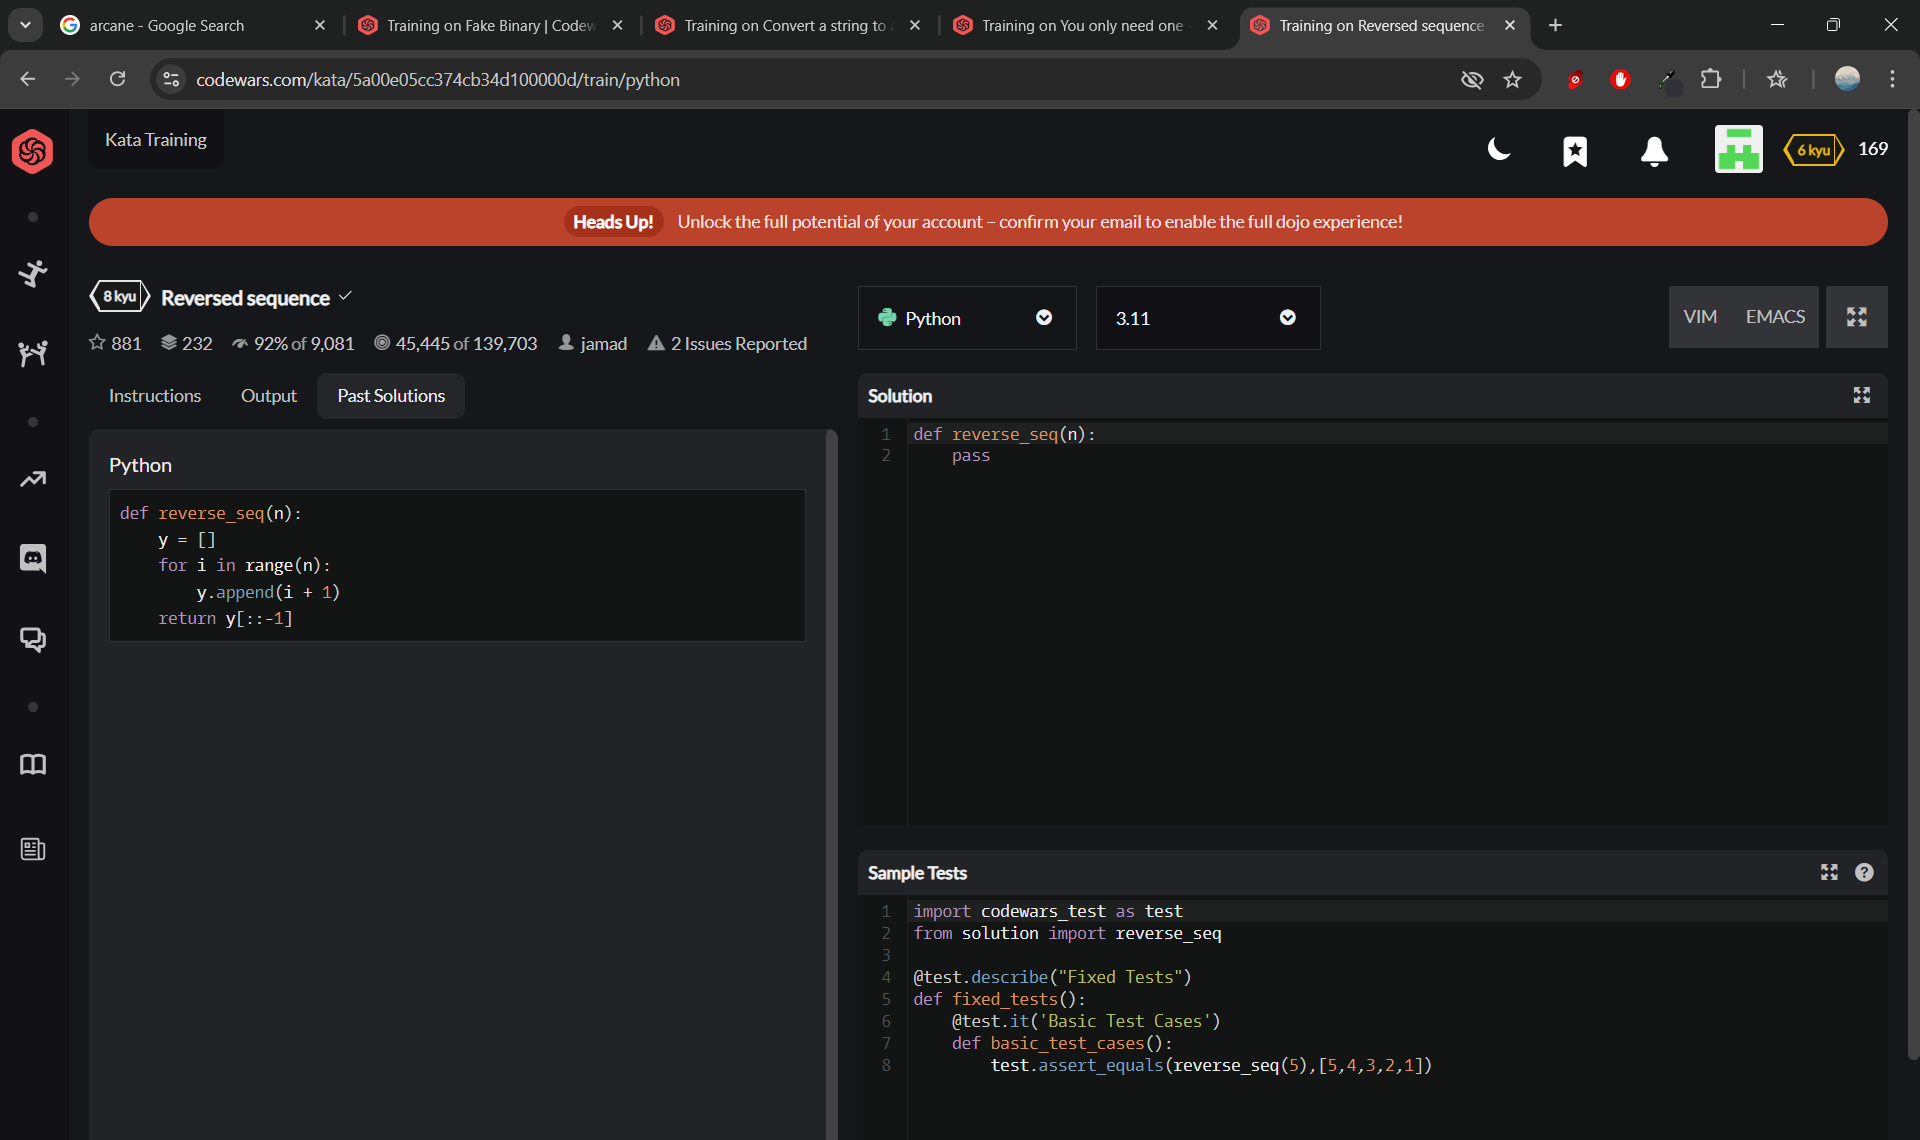 arcane - Google Search
Training on Fake Binary | Codew
Training on Convert a string to a
Training on You only need one -
Training on Reversed sequence
codewars.com/kata/5a00e05cc374cb34d100000d/train/python
Kata Training
6 kyu 169
Heads Up! Unlock the full potential of your account – confirm your email to enable the full dojo experience!
8 kyu Reversed sequence
881 232 92% of 9,081 45,445 of 139,703 jamad 2 Issues Reported
Python 3.11 VIM EMACS
Instructions Output Past Solutions
Python
def reverse_seq(n):
    y = []
    for i in range(n):
        y.append(i + 1)
    return y[::-1]
Solution
1 def reverse_seq(n):
2     pass
Sample Tests
1 import codewars_test as test
2 from solution import reverse_seq
3
4 @test.describe("Fixed Tests")
5 def fixed_tests():
6     @test.it('Basic Test Cases')
7     def basic_test_cases():
8         test.assert_equals(reverse_seq(5),[5,4,3,2,1])